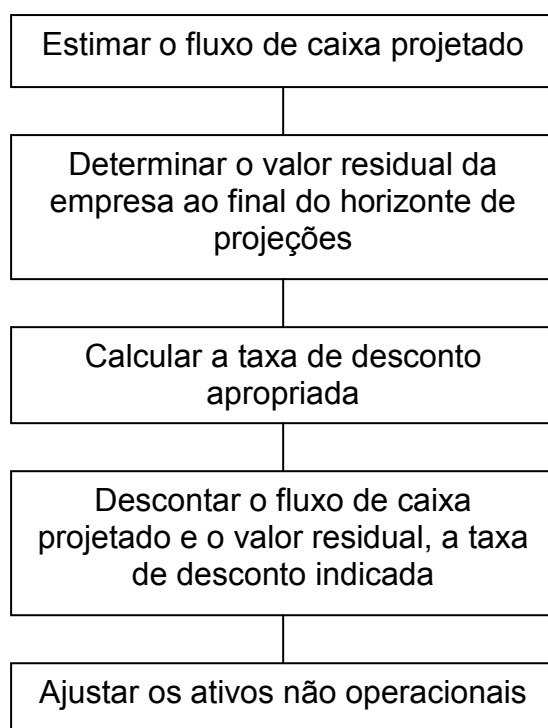 Estimar o fluxo de caixa projetado
Determinar o valor residual da
empresa ao final do horizonte de
projeções
Calcular a taxa de desconto
apropriada
Descontar o fluxo de caixa
projetado e o valor residual, a taxa
de desconto indicada
Ajustar os ativos não operacionais